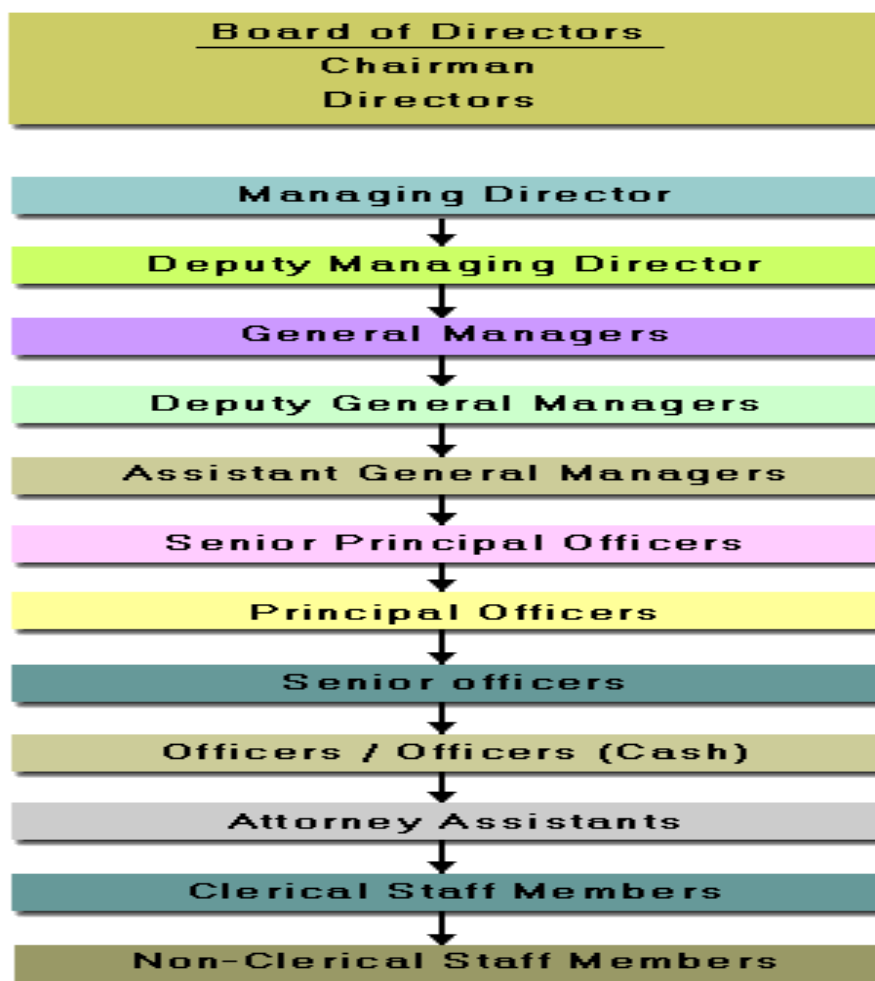 Board of Directors
Chairman
Directors
Managing Director
Deputy Managing Director
General Managers
Deputy General Managers
Assistant General Managers
Senior Principal Officers
Principal Officers
Senior officers
Officers / Officers (Cash)
Attorney Assistants
Clerical Staff Members
Non-Clerical Staff Members